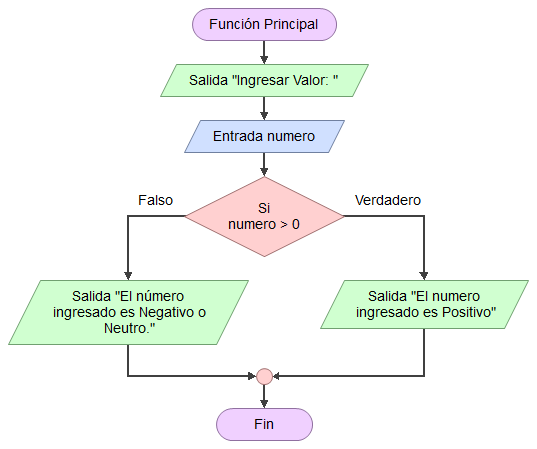 Función Principal
Salida "Ingresar Valor: "
Entrada numero
Falso
Si
numero > 0
Verdadero
Salida "El número
ingresado es Negativo o
Neutro."
Salida "El numero
ingresado es Positivo"
Fin